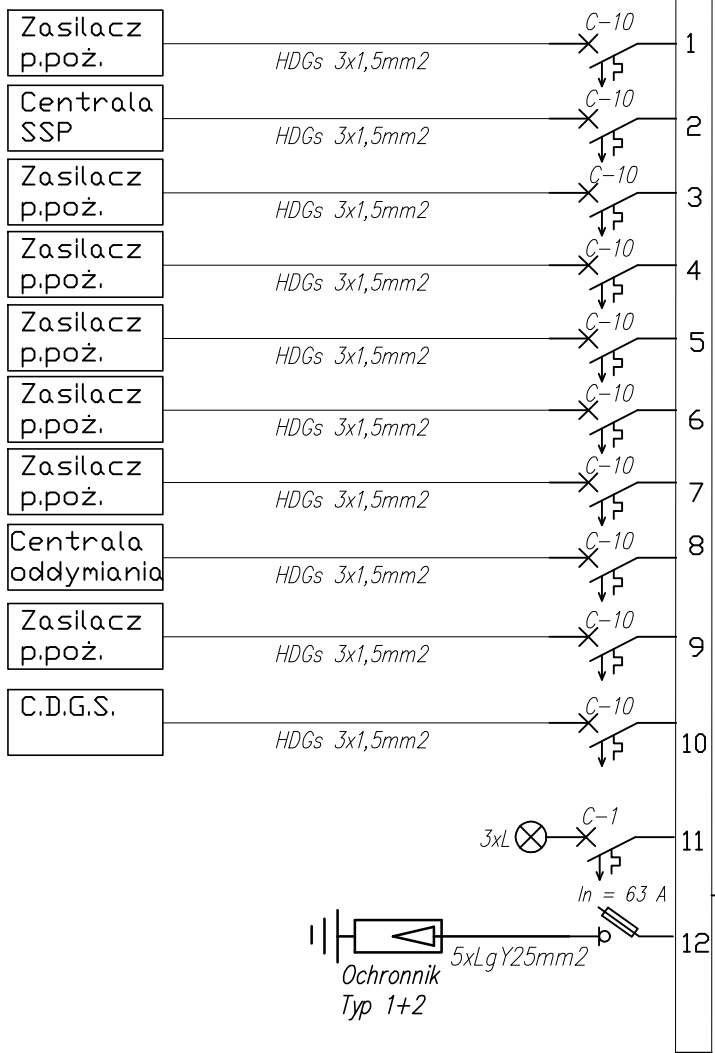 Zasilacz
p.poż.
HDGs 3x1,5mm2
C-10
1
Centrala
SSP
HDGs 3x1,5mm2
C-10
2
Zasilacz
p.poż.
HDGs 3x1,5mm2
C-10
3
Zasilacz
p.poż.
HDGs 3x1,5mm2
C-10
4
Zasilacz
p.poż.
HDGs 3x1,5mm2
C-10
5
Zasilacz
p.poż.
HDGs 3x1,5mm2
C-10
6
Zasilacz
p.poż.
HDGs 3x1,5mm2
C-10
7
Centrala
oddymiania
HDGs 3x1,5mm2
C-10
8
Zasilacz
p.poż.
HDGs 3x1,5mm2
C-10
9
C.D.G.S.
HDGs 3x1,5mm2
C-10
10
3xL
C-1
11
In = 63 A
12
5xLgY25mm2
Ochronnik
Typ 1+2